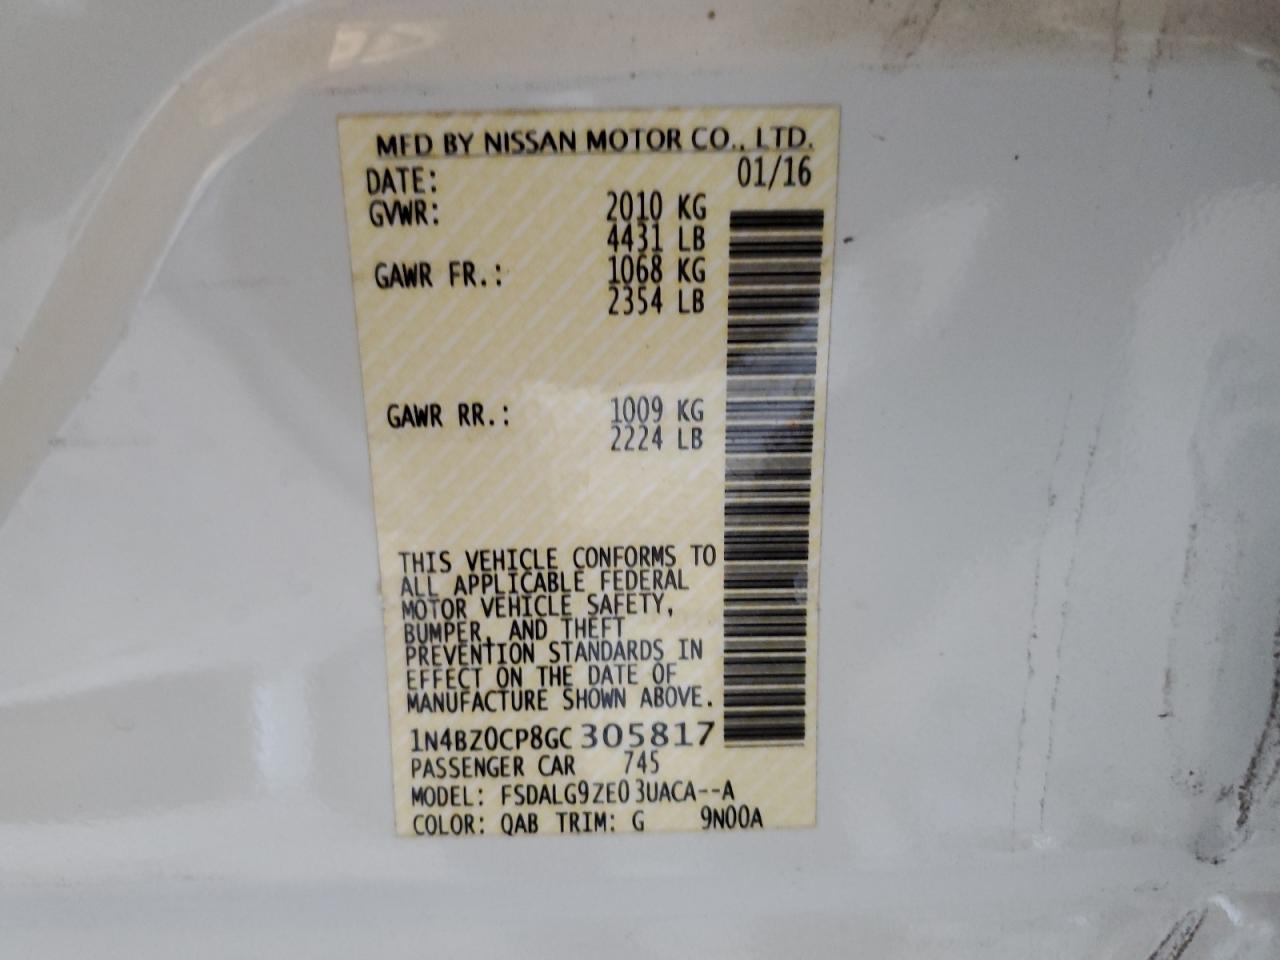 MFD BY NISSAN MOTOR CO., LTD.
DATE: 01/16
GVWR: 2010 KG
4431 LB
GAWR FR.: 1068 KG
2354 LB
GAWR RR.: 1009 KG
2224 LB
THIS VEHICLE CONFORMS TO
ALL APPLICABLE FEDERAL
MOTOR VEHICLE SAFETY,
BUMPER, AND THEFT
PREVENTION STANDARDS IN
EFFECT ON THE DATE OF
MANUFACTURE SHOWN ABOVE.
1N4BZ0CP8GC305817
PASSENGER CAR 745
MODEL: FSDALG9ZE03UACA--A
COLOR: QAB TRIM: G 9N00A